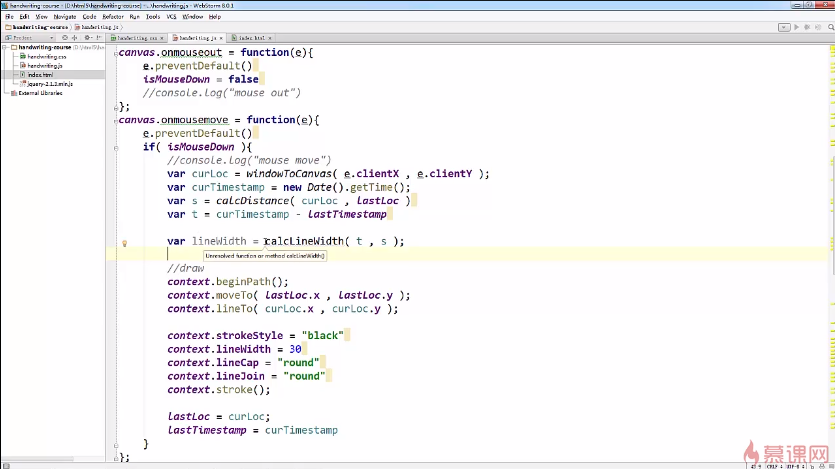 handwriting-course - [D:\html5\handwriting-course] - ...\handwriting.js - WebStorm 8.0.1
File Edit View Navigate Code Refactor Run Tools VCS Window Help
handwriting-course handwriting.js
Project
handwriting.css handwriting.js index.html
handwriting-course
handwriting.css
handwriting.js
index.html
jquery-2.1.3.min.js
External Libraries
canvas.onmouseout = function(e){
e.preventDefault()
isMouseDown = false
//console.log("mouse out")
};
canvas.onmousemove = function(e){
e.preventDefault()
if( isMouseDown ){
//console.log("mouse move")
var curLoc = windowToCanvas( e.clientX , e.clientY );
var curTimestamp = new Date().getTime();
var s = calcDistance( curLoc , lastLoc )
var t = curTimestamp - lastTimestamp
var lineWidth = calcLineWidth( t , s );
Unresolved function or method calcLineWidth()
//draw
context.beginPath();
context.moveTo( lastLoc.x , lastLoc.y );
context.lineTo( curLoc.x , curLoc.y );
context.strokeStyle = "black"
context.lineWidth = 30
context.lineCap = "round"
context.lineJoin = "round"
context.stroke();
lastLoc = curLoc;
lastTimestamp = curTimestamp
}
};
慕课网